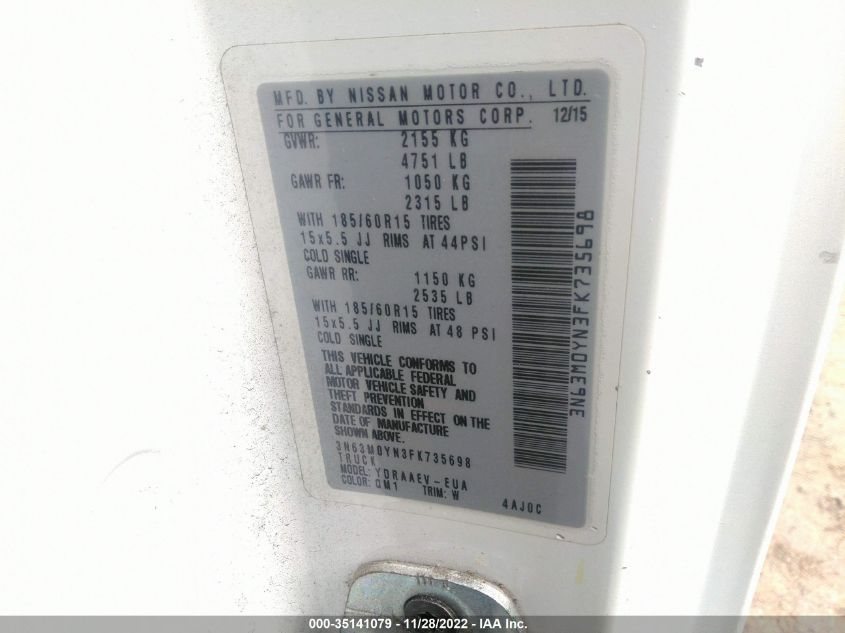 MFD. BY NISSAN MOTOR CO., LTD.
FOR GENERAL MOTORS CORP. 12/15
GVWR: 2155 KG
4751 LB
GAWR FR: 1050 KG
2315 LB
WITH 185/60R15 TIRES
15x5.5 JJ RIMS AT 44PSI
COLD SINGLE
GAWR RR: 1150 KG
2535 LB
WITH 185/60R15 TIRES
15x5.5 JJ RIMS AT 48 PSI
COLD SINGLE
THIS VEHICLE CONFORMS TO
ALL APPLICABLE FEDERAL
MOTOR VEHICLE SAFETY AND
THEFT PREVENTION
STANDARDS IN EFFECT ON THE
DATE OF MANUFACTURE
SHOWN ABOVE.
3N63M0YN3FK735698
TRUCK
MODEL: YDRAAEV-EUA
COLOR: QM1 TRIM: W
4AJ0C
3N63M0YN3FK735698
000-35141079 - 11/28/2022 - IAA Inc.